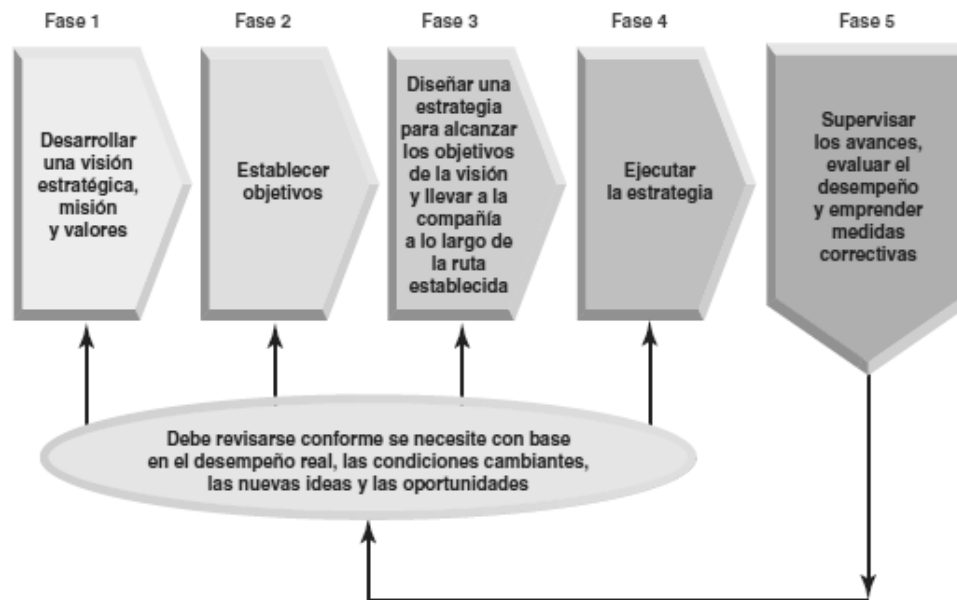 Fase 1
Fase 2
Fase 3
Fase 4
Fase 5
Desarrollar
una visión
estratégica,
misión
y valores
Establecer
objetivos
Diseñar una
estrategia
para alcanzar
los objetivos
de la visión
y llevar a la
compañía
a lo largo de
la ruta
establecida
Ejecutar
la estrategia
Supervisar
los avances,
evaluar el
desempeño
y emprender
medidas
correctivas
Debe revisarse conforme se necesite con base
en el desempeño real, las condiciones cambiantes,
las nuevas ideas y las oportunidades